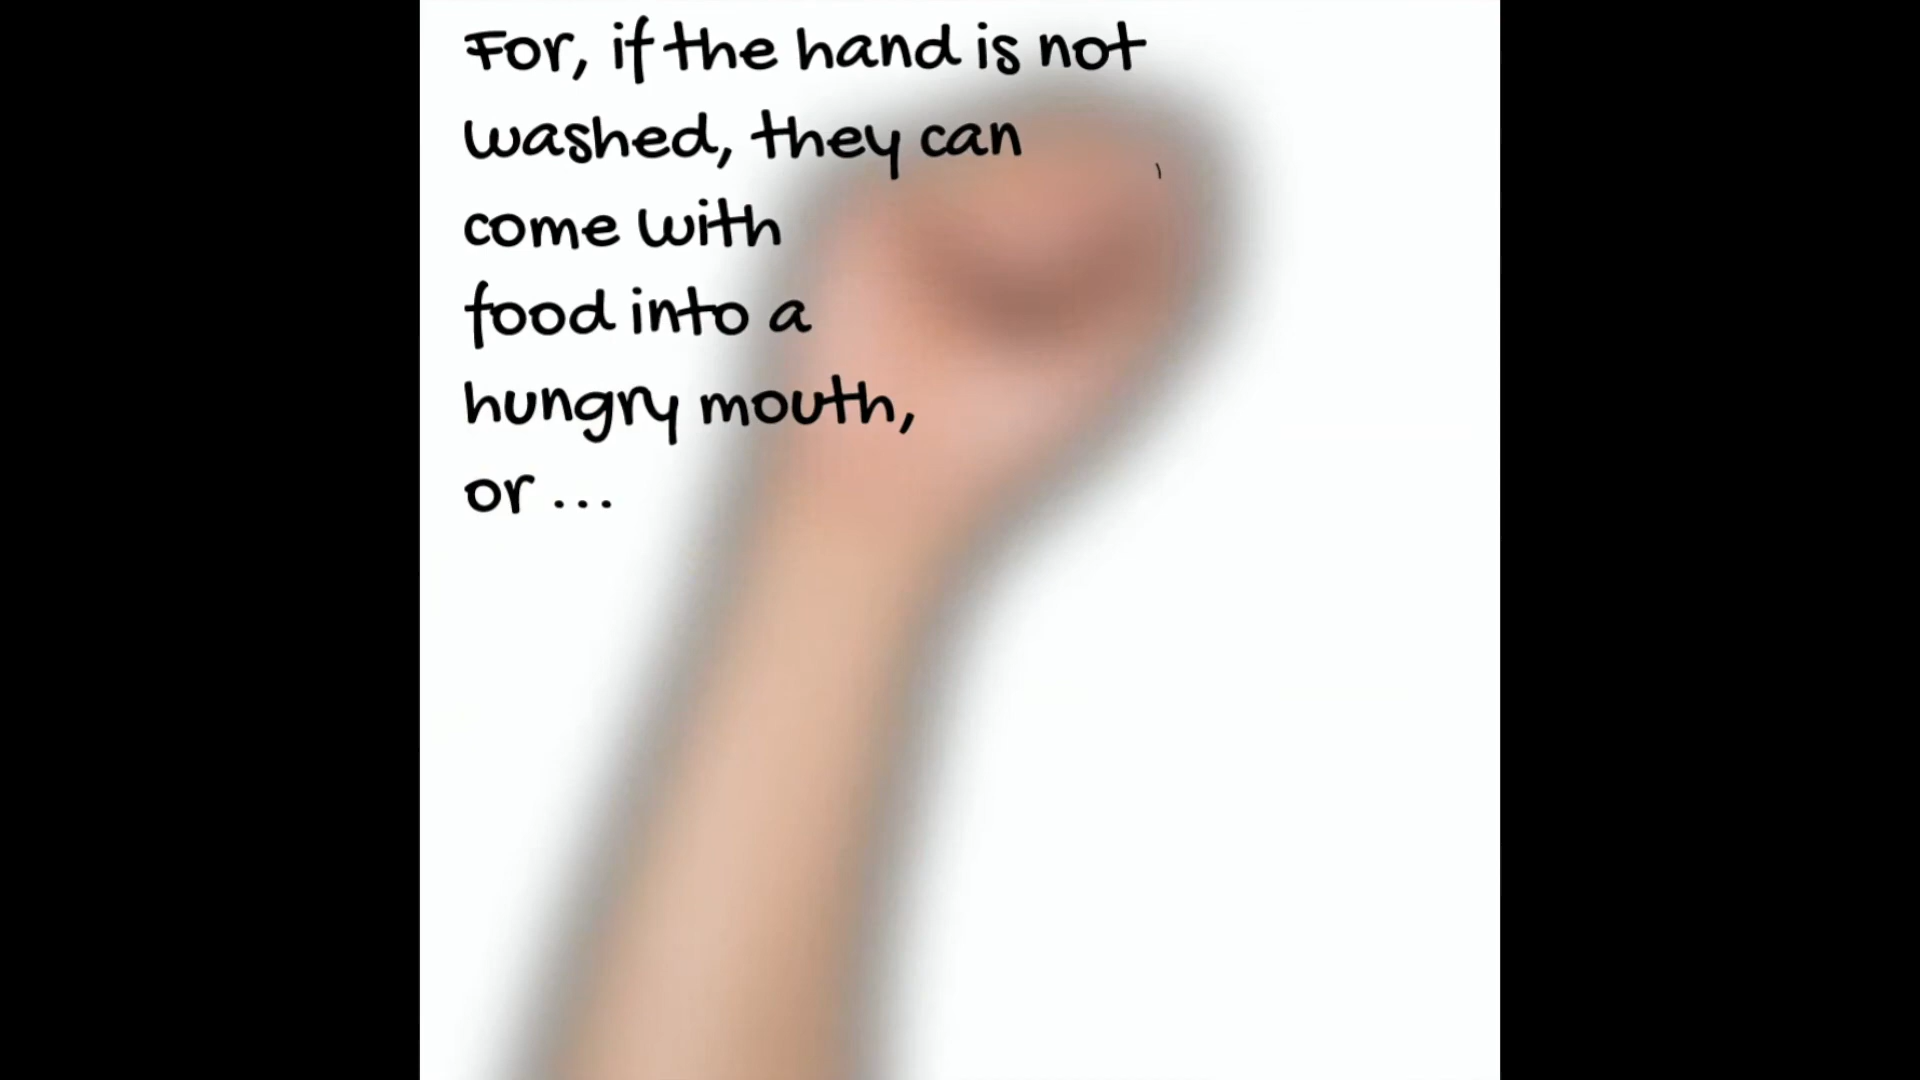 For, if the hand is not
washed, they can
come with
food into a
hungry mouth,
or ...